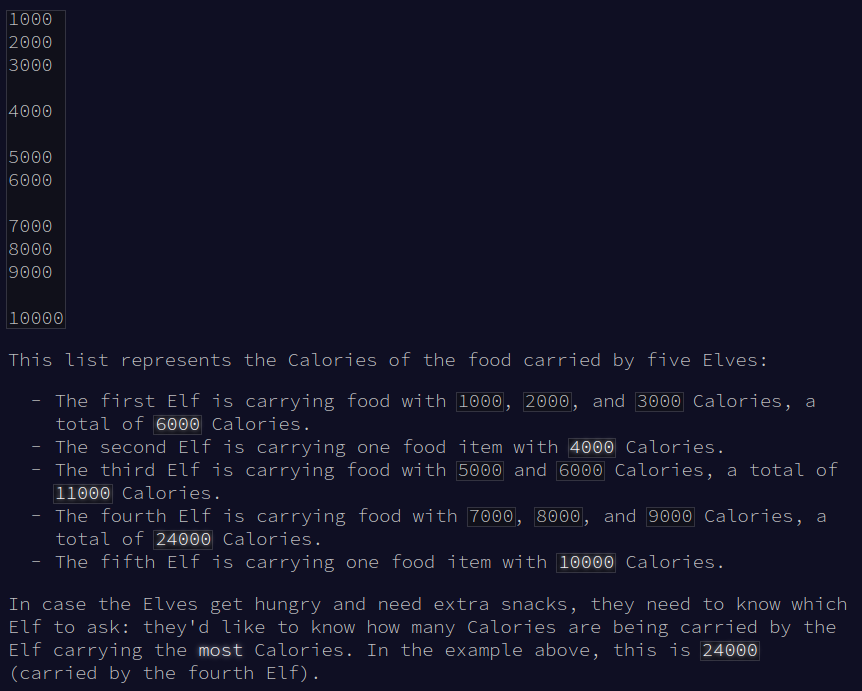 1000
2000
3000
4000
5000
6000
7000
8000
9000
10000
This list represents the Calories of the food carried by five Elves:
- The first Elf is carrying food with 1000, 2000, and 3000 Calories, a
total of 6000 Calories.
- The second Elf is carrying one food item with 4000 Calories.
- The third Elf is carrying food with 5000 and 6000 Calories, a total of
11000 Calories.
- The fourth Elf is carrying food with 7000, 8000, and 9000 Calories, a
total of 24000 Calories.
- The fifth Elf is carrying one food item with 10000 Calories.
In case the Elves get hungry and need extra snacks, they need to know which
Elf to ask: they'd like to know how many Calories are being carried by the
Elf carrying the most Calories. In the example above, this is 24000
(carried by the fourth Elf).